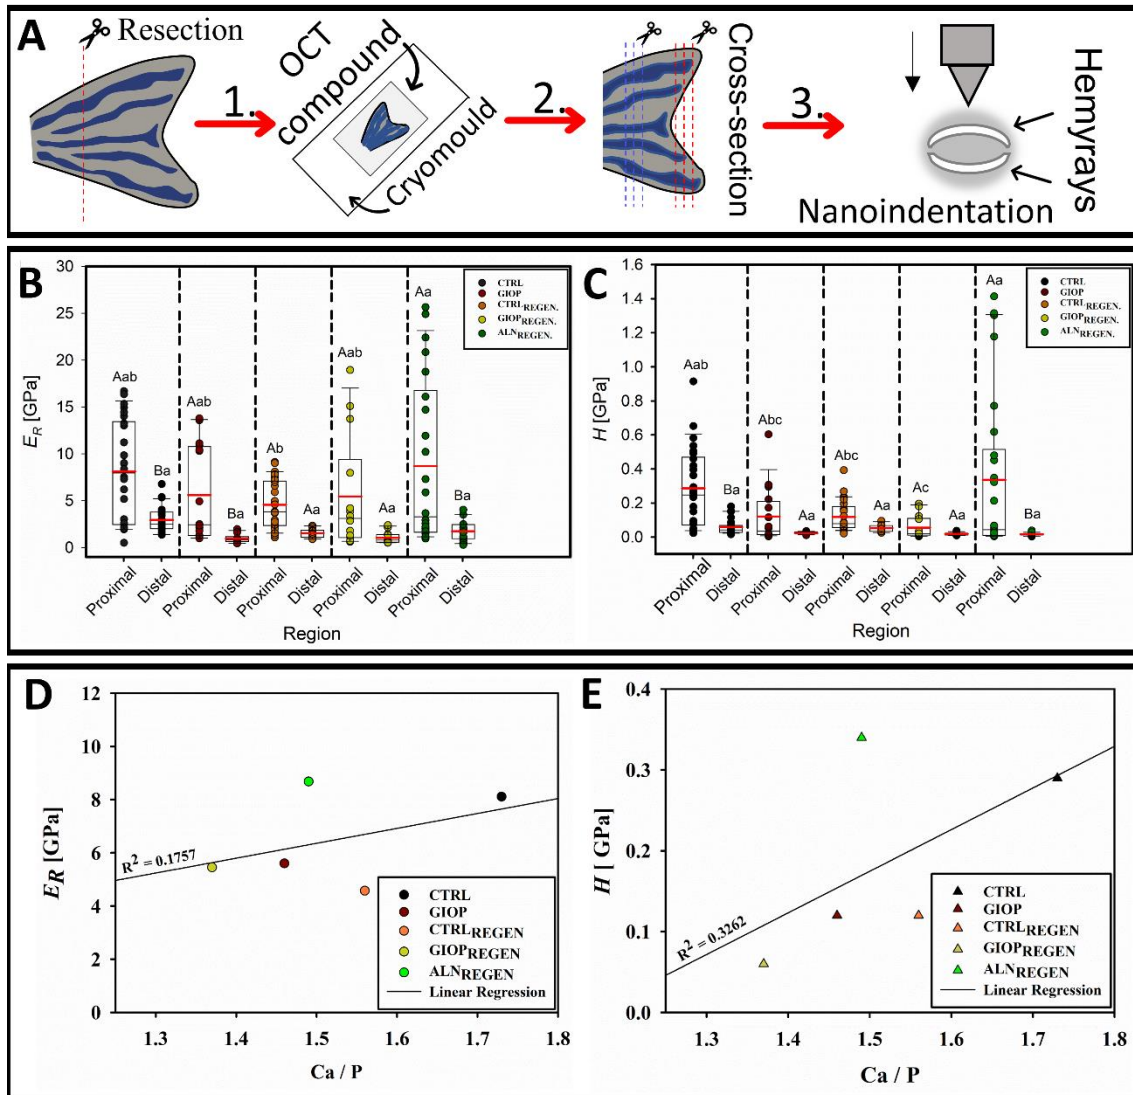 A
Resection
1.
OCT
compound
Cryomould
2.
Cross-section
3.
Nanoindentation
Hemyrays
B
E_R [GPa]
30
25
20
15
10
5
0
Aab
Ba
Aab
Ba
Ab
Aa
Aab
Aa
Aa
Ba
CTRL
GIOP
CTRL_REGEN.
GIOP_REGEN.
ALN_REGEN.
Proximal
Distal
Proximal
Distal
Proximal
Distal
Proximal
Distal
Proximal
Distal
Region
C
H [GPa]
1.6
1.4
1.2
1.0
0.8
0.6
0.4
0.2
0.0
Aab
Ba
Abc
Aa
Abc
Aa
Ac
Aa
Aa
Ba
CTRL
GIOP
CTRL_REGEN.
GIOP_REGEN.
ALN_REGEN.
Proximal
Distal
Proximal
Distal
Proximal
Distal
Proximal
Distal
Proximal
Distal
Region
D
E_R [GPa]
12
10
8
6
4
2
0
R² = 0.1757
CTRL
GIOP
CTRL_REGEN
GIOP_REGEN
ALN_REGEN
Linear Regression
1.3 1.4 1.5 1.6 1.7 1.8
Ca / P
E
H [ GPa]
0.4
0.3
0.2
0.1
0.0
R² = 0.3262
CTRL
GIOP
CTRL_REGEN
GIOP_REGEN
ALN_REGEN
Linear Regression
1.3 1.4 1.5 1.6 1.7 1.8
Ca / P